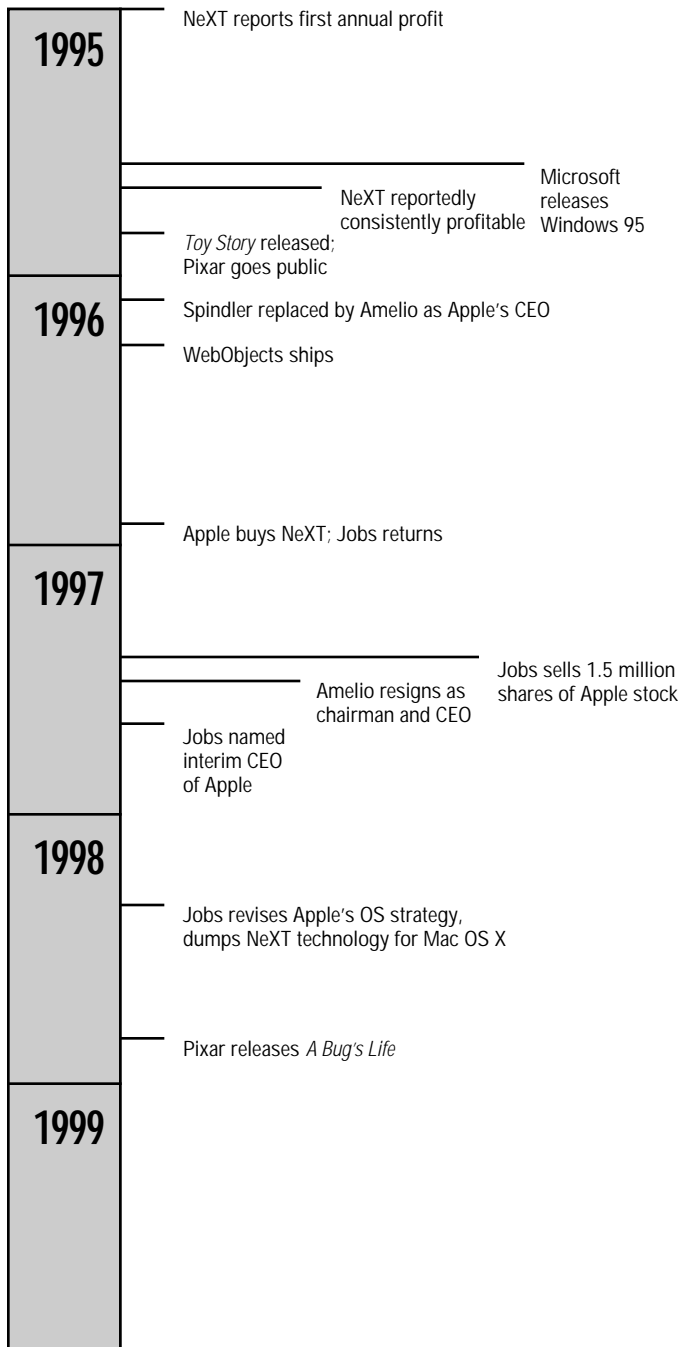 NeXT reports first annual profit
1995
Microsoft
releases
Windows 95
NeXT reportedly
consistently profitable
Toy Story released;
Pixar goes public
1996
Spindler replaced by Amelio as Apple’s CEO
WebObjects ships
Apple buys NeXT; Jobs returns
1997
Jobs sells 1.5 million
shares of Apple stock
Amelio resigns as
chairman and CEO
Jobs named
interim CEO
of Apple
1998
Jobs revises Apple’s OS strategy,
dumps NeXT technology for Mac OS X
Pixar releases A Bug’s Life
1999